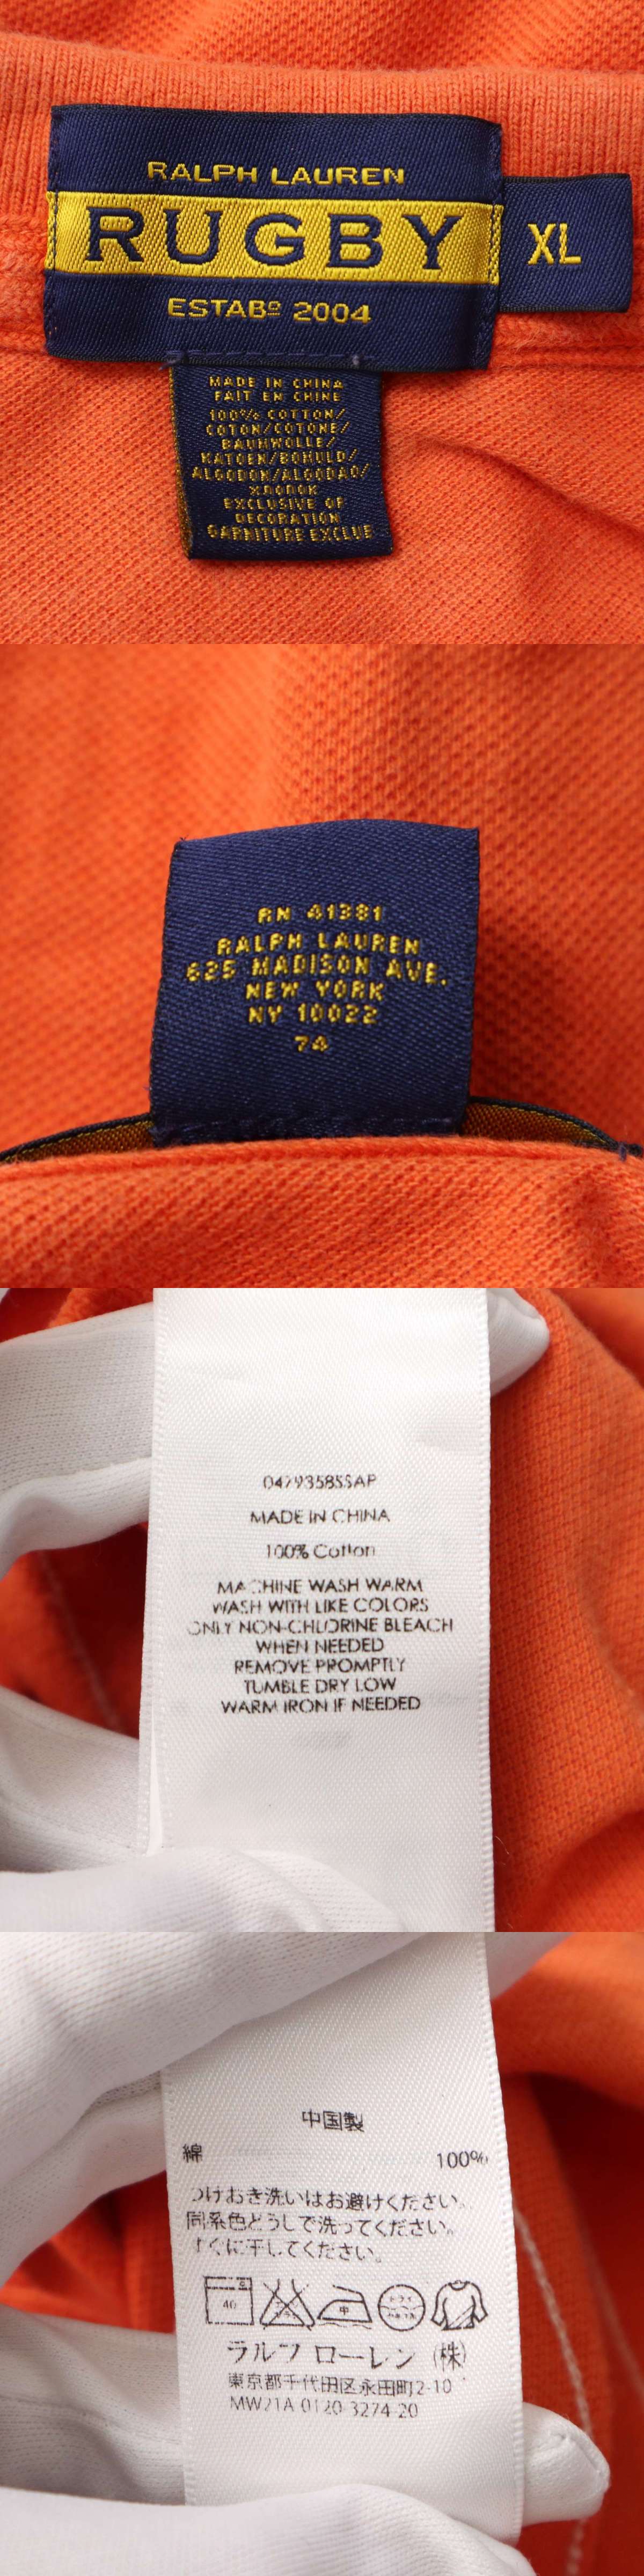 RALPH LAUREN
RUGBY
XL
ESTABº 2004
MADE IN CHINA
FAIT EN CHINE
100% COTTON/
COTON/COTONE/
BAUMWOLLE/
KATOEN/BOMULD/
ALGODON/ALGODAO/
ХЛОПОК
EXCLUSIVE OF
DECORATION
GARNITURE EXCLUE
RN 41381
RALPH LAUREN
625 MADISON AVE.
NEW YORK
NY 10022
74
0479358SSAP
MADE IN CHINA
100% Cotton
MACHINE WASH WARM
WASH WITH LIKE COLORS
ONLY NON-CHLORINE BLEACH
WHEN NEEDED
REMOVE PROMPTLY
TUMBLE DRY LOW
WARM IRON IF NEEDED
中国製
綿 100%
つけおき洗いはお避けください。
同系色どうしで洗ってください。
すぐに干してください。
40 中 ドライ
ラルフ ローレン (株)
東京都千代田区永田町2-10
MW21A-0120-3274-20